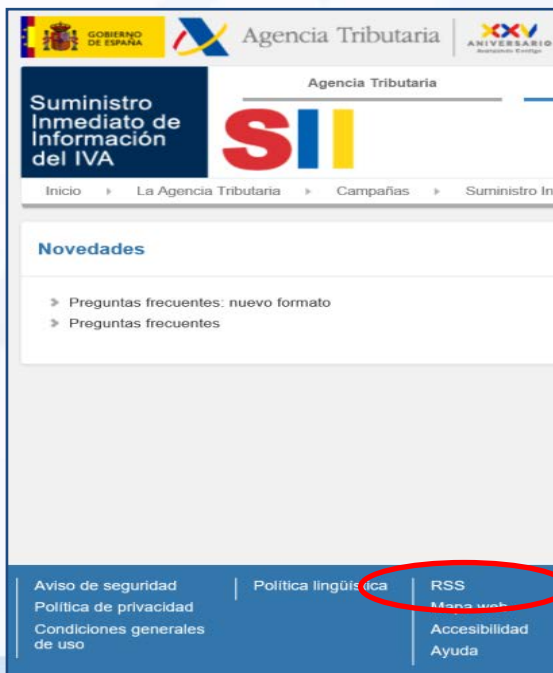 GOBIERNO
DE ESPAÑA
Agencia Tributaria
XXV
ANIVERSARIO
Agencia Tributaria
Suministro
Inmediato de
Información
del IVA
SII
Inicio
La Agencia Tributaria
Campañas
Suministro In
Novedades
Preguntas frecuentes: nuevo formato
Preguntas frecuentes
Aviso de seguridad
Política lingüística
RSS
Política de privacidad
Mapa web
Condiciones generales
de uso
Accesibilidad
Ayuda